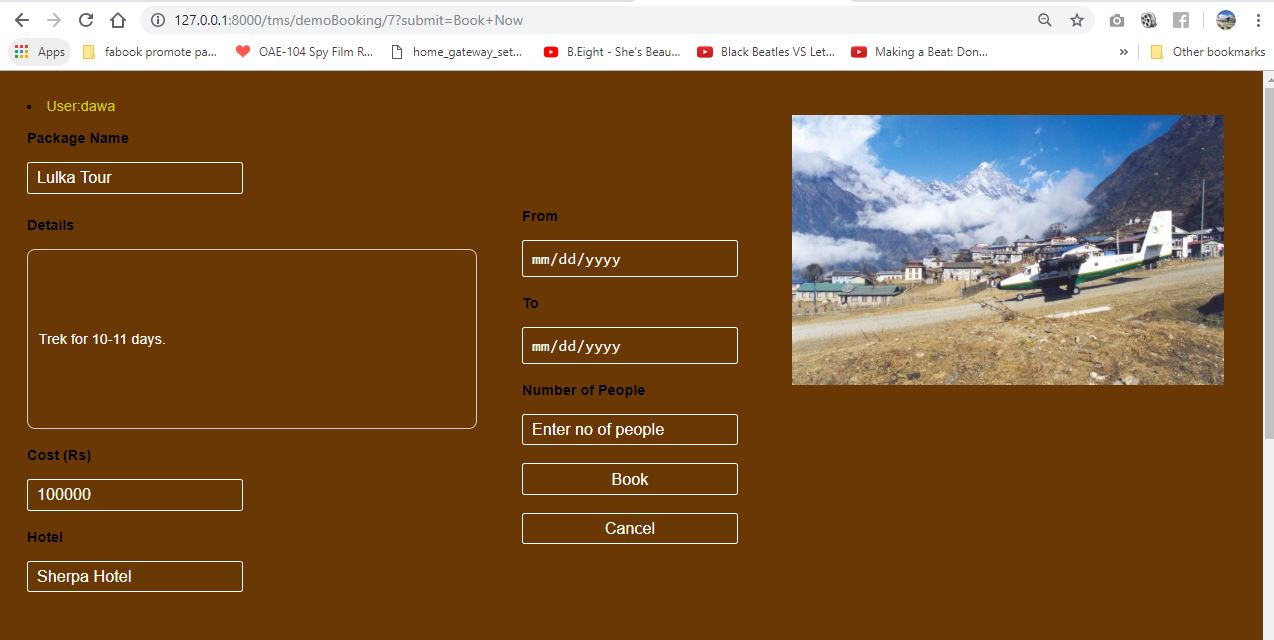 127.0.0.1:8000/tms/demoBooking/7?submit=Book+Now
Apps
fabook promote pa...
OAE-104 Spy Film R...
home_gateway_set...
B.Eight - She's Beau...
Black Beatles VS Let...
Making a Beat: Don...
»
Other bookmarks
User:dawa
Package Name
Lulka Tour
Details
Trek for 10-11 days.
Cost (Rs)
100000
Hotel
Sherpa Hotel
From
mm/dd/yyyy
To
mm/dd/yyyy
Number of People
Enter no of people
Book
Cancel